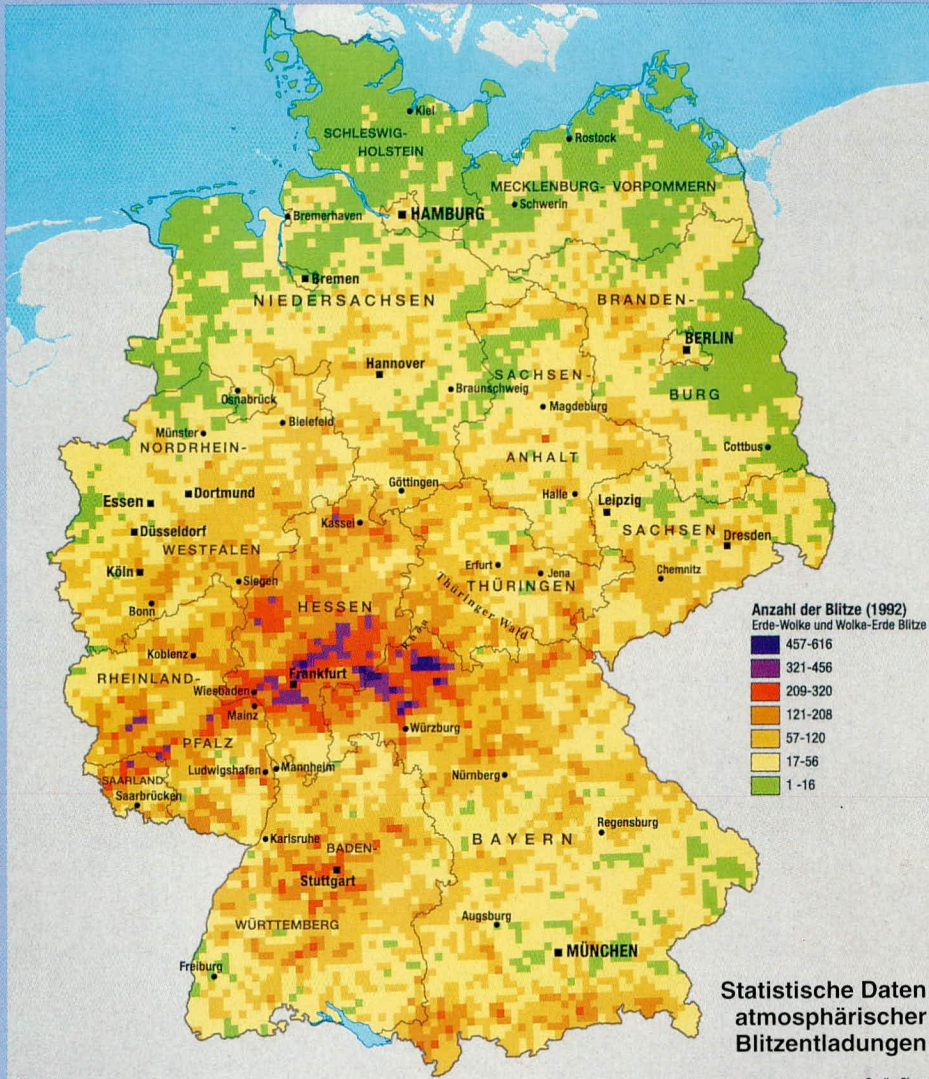 Kiel
SCHLESWIG-
HOLSTEIN
Rostock
MECKLENBURG- VORPOMMERN
Schwerin
HAMBURG
Bremerhaven
Bremen
NIEDERSACHSEN
BRANDEN-
BERLIN
Hannover
SACHSEN-
Braunschweig
BURG
Osnabrück
Magdeburg
Bielefeld
Münster
NORDRHEIN-
Cottbus
ANHALT
Göttingen
Halle
Dortmund
Essen
Leipzig
Kassel
SACHSEN
Düsseldorf
Dresden
WESTFALEN
Erfurt
Jena
Köln
Chemnitz
Siegen
THÜRINGEN
Thüringer Wald
Bonn
HESSEN
Rhön
Koblenz
RHEINLAND-
Frankfurt
Wiesbaden
Mainz
Würzburg
PFALZ
Ludwigshafen
Mannheim
Nürnberg
SAARLAND
Saarbrücken
Regensburg
Karlsruhe
BADEN-
BAYERN
Stuttgart
WÜRTTEMBERG
Augsburg
MÜNCHEN
Freiburg
Anzahl der Blitze (1992)
Erde-Wolke und Wolke-Erde Blitze
457-616
321-456
209-320
121-208
57-120
17-56
1 -16
Statistische Daten
atmosphärischer
Blitzentladungen